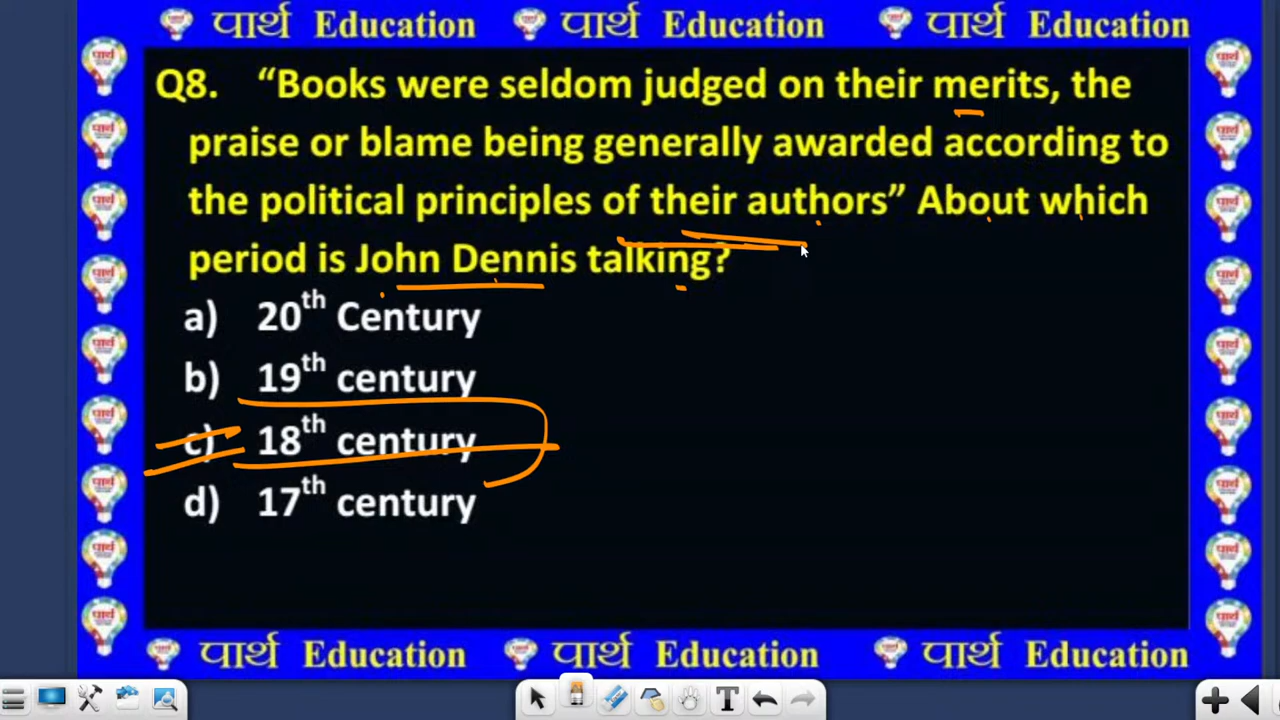 पार्थ Education पार्थ Education पार्थ Education
Q8. “Books were seldom judged on their merits, the
praise or blame being generally awarded according to
the political principles of their authors” About which
period is John Dennis talking?
a) 20th Century
b) 19th century
c) 18th century
d) 17th century
पार्थ Education पार्थ Education पार्थ Education
T